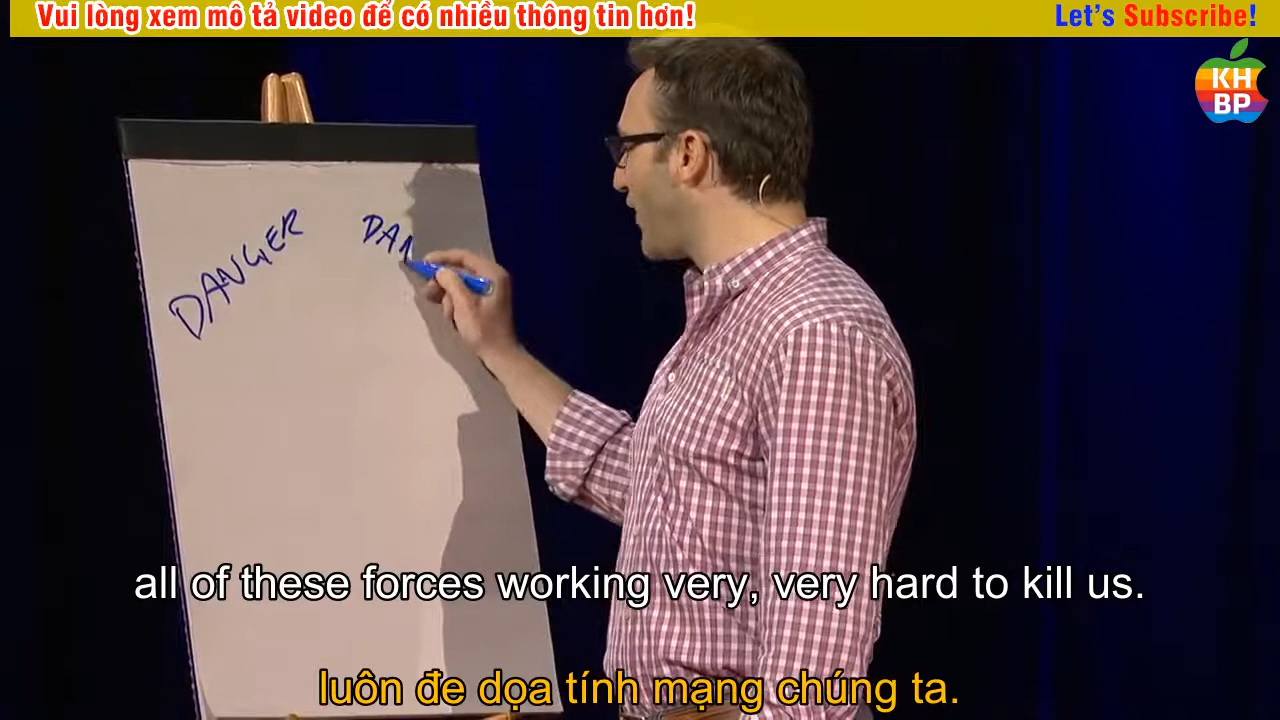 Vui lòng xem mô tả video để có nhiều thông tin hơn!
Let's Subscribe!
KH
BP
DANGER
DAN
all of these forces working very, very hard to kill us.
luôn đe dọa tính mạng chúng ta.